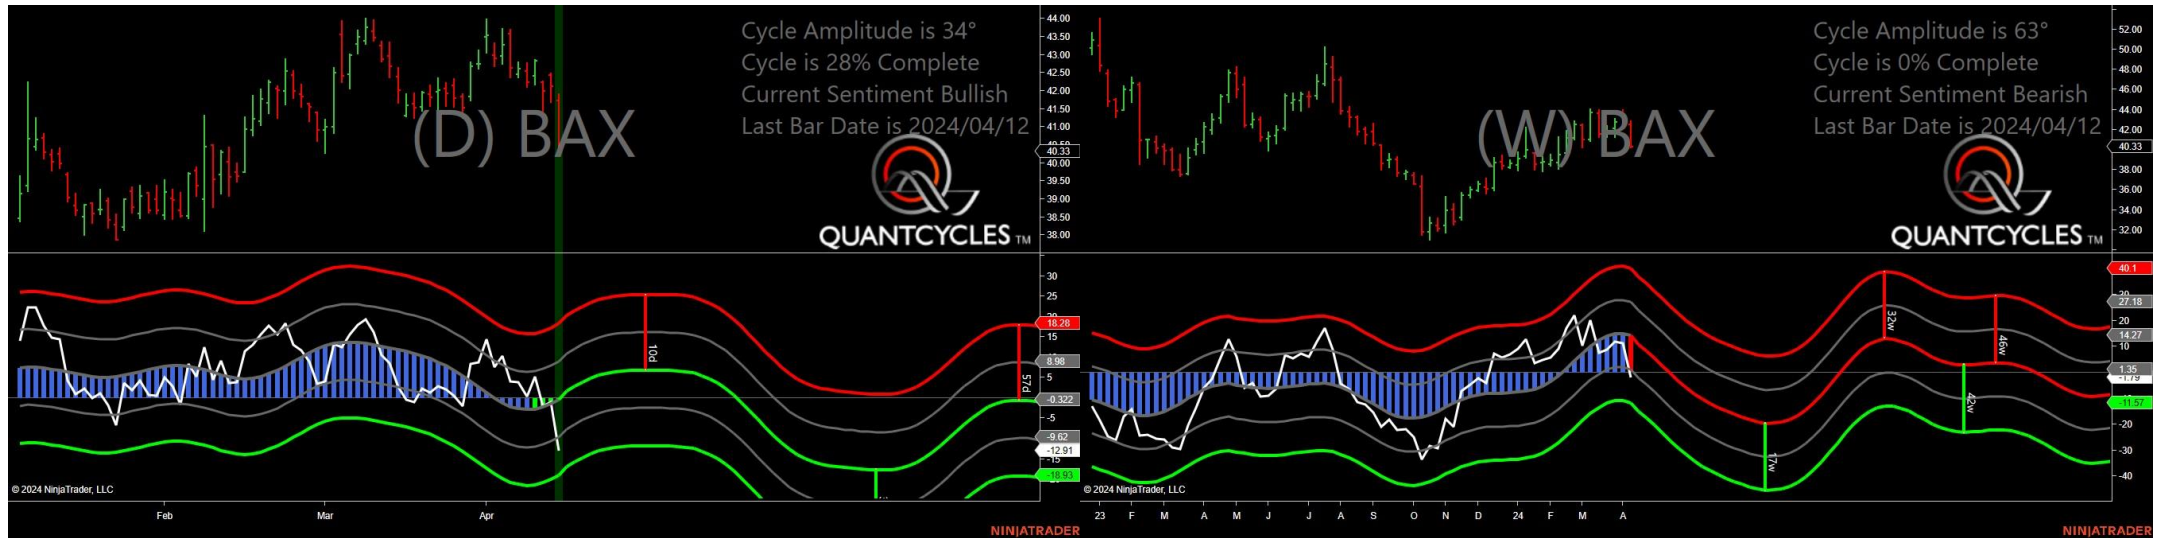 Cycle Amplitude is 34°
Cycle is 28% Complete
Current Sentiment Bullish
Last Bar Date is 2024/04/12
(D) BAX
QUANTCYCLES TM
44.00
43.50
43.00
42.50
42.00
41.50
41.00
40.33
40.00
39.50
39.00
38.50
38.00
30
25
18.28
15
8.98
5
-0.322
-5
-9.62
-12.91
-15
-18.93
10d
57d
© 2024 NinjaTrader, LLC
Feb Mar Apr
NINJATRADER
Cycle Amplitude is 63°
Cycle is 0% Complete
Current Sentiment Bearish
Last Bar Date is 2024/04/12
(W) BAX
QUANTCYCLES TM
52.00
50.00
48.00
46.00
44.00
42.00
40.33
38.00
36.00
34.00
32.00
40.1
27.18
20
14.27
10
1.35
-1.79
-11.57
-20
-30
-40
32w
46w
42w
17w
© 2024 NinjaTrader, LLC
23 F M A M J J A S O N D 24 F M A
NINJATRADER